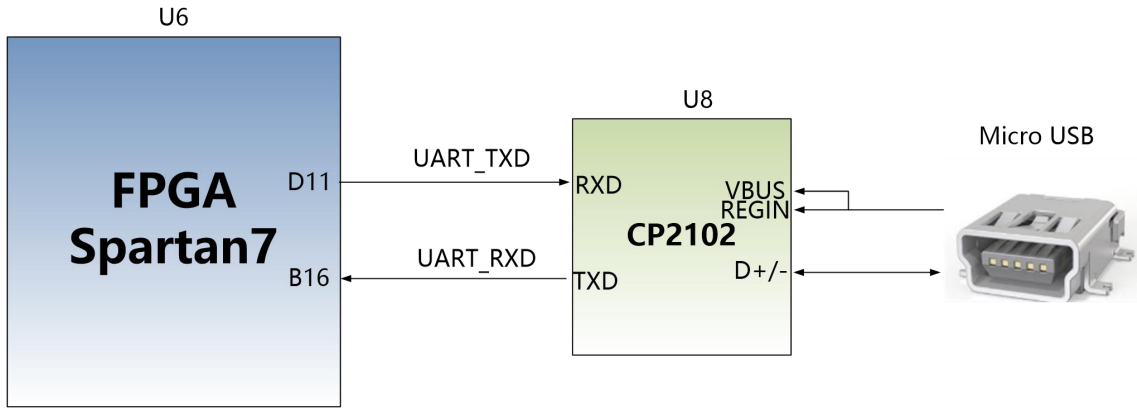 U6
FPGA
Spartan7
D11
B16
UART_TXD
UART_RXD
U8
RXD
TXD
CP2102
VBUS
REGIN
D+/-
Micro USB